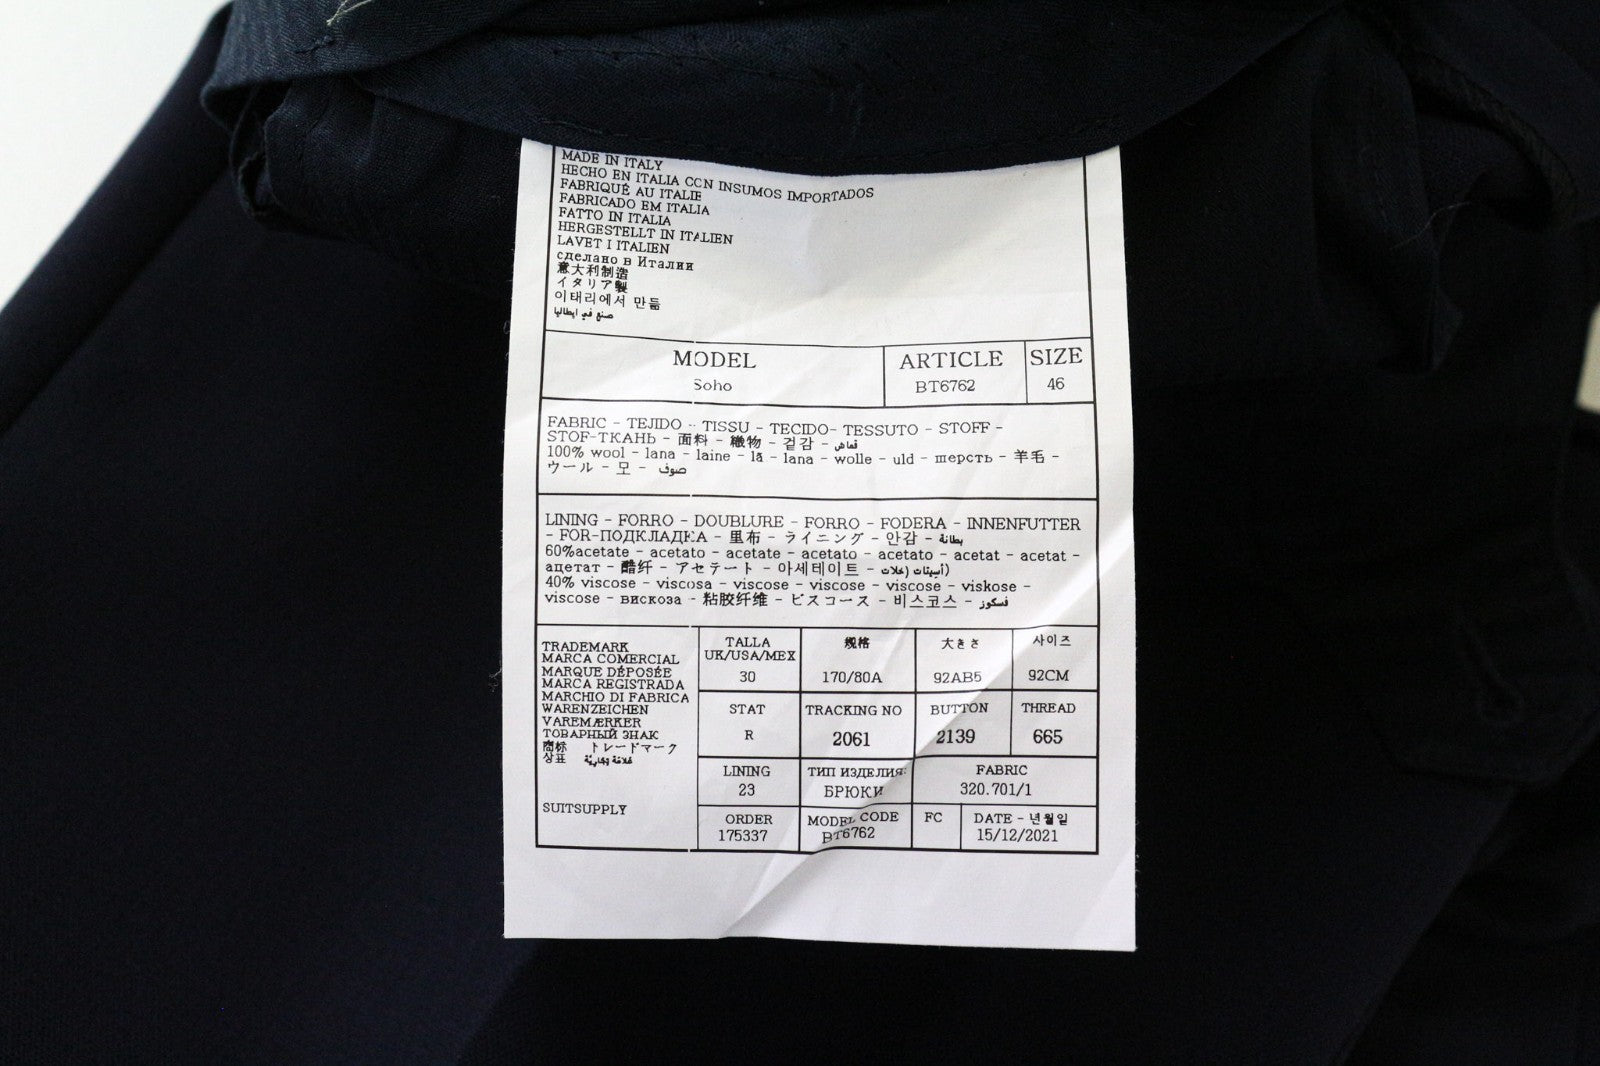 MADE IN ITALY
HECHO EN ITALIA CON INSUMOS IMPORTADOS
FABRIQUÉ AU ITALIE
FABRICADO EM ITALIA
FATTO IN ITALIA
HERGESTELLT IN ITALIEN
LAVET I ITALIEN
сделано в Италии
意大利制造
イタリア製
이태리에서 만듦
صنع في ايطاليا
MODEL ARTICLE SIZE
Soho BT6762 46
FABRIC - TEJIDO - TISSU - TECIDO- TESSUTO - STOFF -
STOF-ТКАНЬ - 面料 - 織物 - 겉감 - قماش
100% wool - lana - laine - lã - lana - wolle - uld - шерсть - 羊毛 -
ウール - 모 - صوف
LINING - FORRO - DOUBLURE - FORRO - FODERA - INNENFUTTER
- FOR-ПОДКЛАДКА - 里布 - ライニング - 안감 - بطانة
60%acetate - acetato - acetate - acetato - acetato - acetat - acetat -
ацетат - 醋纤 - アセテート - 아세테이트 - أسيتات (خلات)
40% viscose - viscosa - viscose - viscose - viscose - viskose -
viscose - вискоза - 粘胶纤维 - ビスコース - 비스코스 - فسكوز
TRADEMARK
MARCA COMERCIAL
MARQUE DÉPOSÉE
MARCA REGISTRADA
MARCHIO DI FABRICA
WARENZEICHEN
VAREMÆRKER
ТОВАРНЫЙ ЗНАК
商标 トレードマーク
상표 علامة تجارية
SUITSUPPLY
TALLA 规格 大きさ 사이즈
UK/USA/MEX
30 170/80A 92AB5 92CM
STAT TRACKING NO BUTTON THREAD
R 2061 2139 665
LINING ТИП ИЗДЕЛИЯ: FABRIC
23 БРЮКИ 320.701/1
ORDER MODEL CODE FC DATE - 년월일
175337 BT6762 15/12/2021